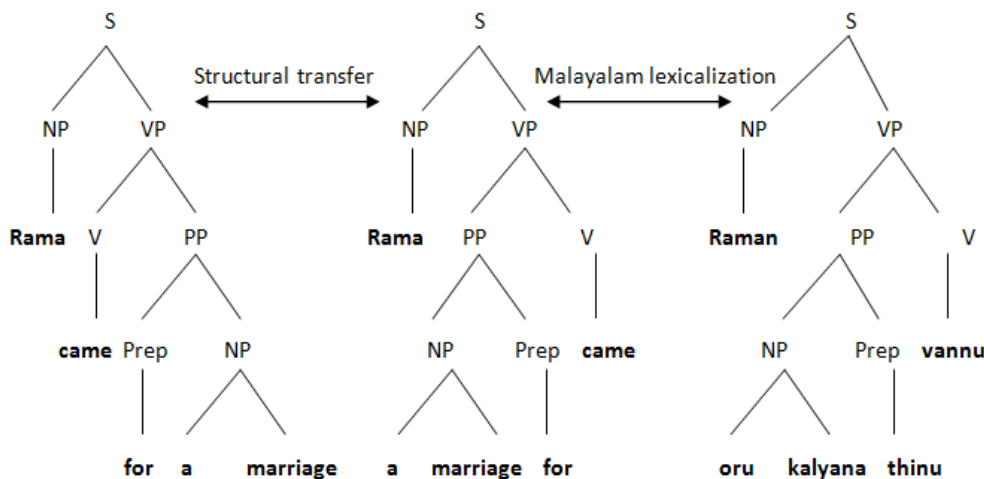 S S S
Structural transfer Malayalam lexicalization
NP VP NP VP NP VP
Rama V PP Rama PP V Raman PP V
came Prep NP NP Prep came NP Prep vannu
for a marriage a marriage for oru kalyana thinu